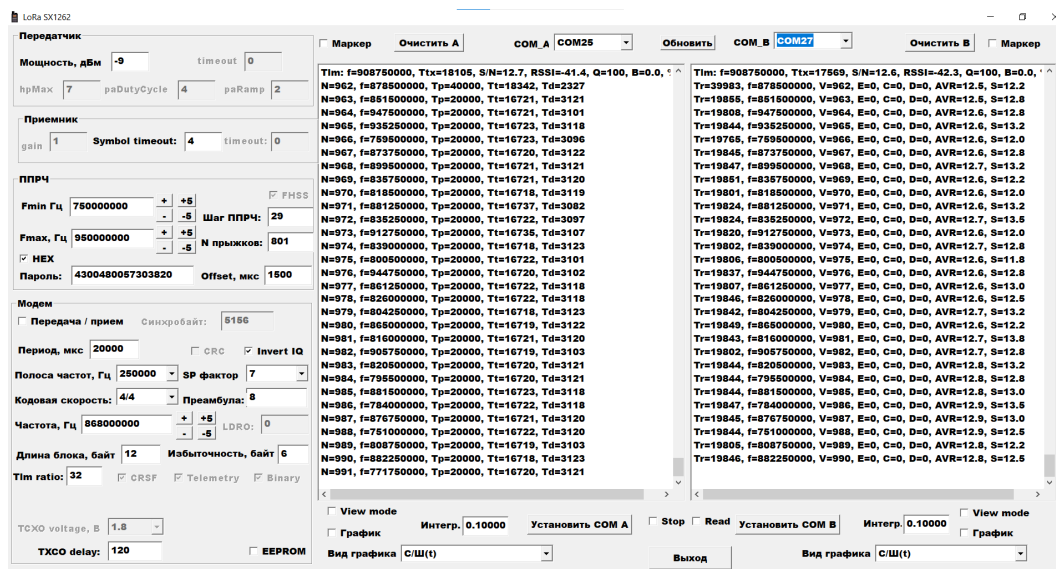 LoRa SX1262
Передатчик
Мощность, дБм -9 timeout 0
hpMax 7 paDutyCycle 4 paRamp 2
Приемник
gain 1 Symbol timeout: 4 timeout: 0
ППРЧ
FHSS
Fmin Гц 750000000 + +5 - -5 Шаг ППРЧ: 29
Fmax, Гц 950000000 + +5 - -5 N прыжков: 801
HEX
Пароль: 4300480057303820 Offset, мкс 1500
Модем
Передача / прием Синхробайт: 5156
Период, мкс 20000 CRC Invert IQ
Полоса частот, Гц 250000 SP фактор 7
Кодовая скорость: 4/4 Преамбула: 8
Частота, Гц 868000000 + +5 - -5 LDRO: 0
Длина блока, байт 12 Избыточность, байт 6
Tlm ratio: 32 CRSF Telemetry Binary
TCXO voltage, В 1.8
TXCO delay: 120 EEPROM
Маркер Очистить A COM_A COM25 Обновить COM_B COM27 Очистить B Маркер
Tlm: f=908750000, Ttx=18105, S/N=12.7, RSSI=-41.4, Q=100, B=0.0,
N=962, f=878500000, Tp=40000, Tt=18342, Td=2327
N=963, f=851500000, Tp=20000, Tt=16721, Td=3121
N=964, f=947500000, Tp=20000, Tt=16721, Td=3101
N=965, f=935250000, Tp=20000, Tt=16723, Td=3118
N=966, f=759500000, Tp=20000, Tt=16723, Td=3096
N=967, f=873750000, Tp=20000, Tt=16720, Td=3122
N=968, f=899500000, Tp=20000, Tt=16721, Td=3121
N=969, f=835750000, Tp=20000, Tt=16721, Td=3120
N=970, f=818500000, Tp=20000, Tt=16718, Td=3119
N=971, f=881250000, Tp=20000, Tt=16737, Td=3082
N=972, f=835250000, Tp=20000, Tt=16722, Td=3097
N=973, f=912750000, Tp=20000, Tt=16735, Td=3107
N=974, f=839000000, Tp=20000, Tt=16718, Td=3123
N=975, f=800500000, Tp=20000, Tt=16722, Td=3101
N=976, f=944750000, Tp=20000, Tt=16720, Td=3102
N=977, f=861250000, Tp=20000, Tt=16722, Td=3118
N=978, f=826000000, Tp=20000, Tt=16722, Td=3118
N=979, f=804250000, Tp=20000, Tt=16718, Td=3123
N=980, f=865000000, Tp=20000, Tt=16719, Td=3122
N=981, f=816000000, Tp=20000, Tt=16721, Td=3120
N=982, f=905750000, Tp=20000, Tt=16719, Td=3103
N=983, f=820500000, Tp=20000, Tt=16720, Td=3121
N=984, f=795500000, Tp=20000, Tt=16720, Td=3121
N=985, f=881500000, Tp=20000, Tt=16723, Td=3118
N=986, f=784000000, Tp=20000, Tt=16722, Td=3118
N=987, f=876750000, Tp=20000, Tt=16721, Td=3120
N=988, f=751000000, Tp=20000, Tt=16722, Td=3120
N=989, f=808750000, Tp=20000, Tt=16719, Td=3103
N=990, f=882250000, Tp=20000, Tt=16718, Td=3123
N=991, f=771750000, Tp=20000, Tt=16720, Td=3121
Tlm: f=908750000, Ttx=17569, S/N=12.6, RSSI=-42.3, Q=100, B=0.0,
Tr=39983, f=878500000, V=962, E=0, C=0, D=0, AVR=12.5, S=12.2
Tr=19855, f=851500000, V=963, E=0, C=0, D=0, AVR=12.6, S=12.8
Tr=19808, f=947500000, V=964, E=0, C=0, D=0, AVR=12.6, S=12.8
Tr=19844, f=935250000, V=965, E=0, C=0, D=0, AVR=12.6, S=13.2
Tr=19765, f=759500000, V=966, E=0, C=0, D=0, AVR=12.6, S=12.0
Tr=19845, f=873750000, V=967, E=0, C=0, D=0, AVR=12.6, S=12.8
Tr=19847, f=899500000, V=968, E=0, C=0, D=0, AVR=12.7, S=13.2
Tr=19851, f=835750000, V=969, E=0, C=0, D=0, AVR=12.6, S=12.2
Tr=19801, f=818500000, V=970, E=0, C=0, D=0, AVR=12.6, S=12.0
Tr=19824, f=881250000, V=971, E=0, C=0, D=0, AVR=12.6, S=13.2
Tr=19824, f=835250000, V=972, E=0, C=0, D=0, AVR=12.7, S=13.5
Tr=19820, f=912750000, V=973, E=0, C=0, D=0, AVR=12.6, S=12.0
Tr=19802, f=839000000, V=974, E=0, C=0, D=0, AVR=12.7, S=12.8
Tr=19806, f=800500000, V=975, E=0, C=0, D=0, AVR=12.6, S=11.8
Tr=19837, f=944750000, V=976, E=0, C=0, D=0, AVR=12.6, S=12.8
Tr=19807, f=861250000, V=977, E=0, C=0, D=0, AVR=12.6, S=13.0
Tr=19846, f=826000000, V=978, E=0, C=0, D=0, AVR=12.6, S=12.5
Tr=19842, f=804250000, V=979, E=0, C=0, D=0, AVR=12.7, S=13.2
Tr=19849, f=865000000, V=980, E=0, C=0, D=0, AVR=12.6, S=12.2
Tr=19843, f=816000000, V=981, E=0, C=0, D=0, AVR=12.7, S=13.8
Tr=19802, f=905750000, V=982, E=0, C=0, D=0, AVR=12.7, S=12.8
Tr=19844, f=820500000, V=983, E=0, C=0, D=0, AVR=12.8, S=13.2
Tr=19844, f=795500000, V=984, E=0, C=0, D=0, AVR=12.8, S=12.8
Tr=19844, f=881500000, V=985, E=0, C=0, D=0, AVR=12.8, S=13.0
Tr=19847, f=784000000, V=986, E=0, C=0, D=0, AVR=12.9, S=13.5
Tr=19845, f=876750000, V=987, E=0, C=0, D=0, AVR=12.9, S=13.0
Tr=19844, f=751000000, V=988, E=0, C=0, D=0, AVR=12.9, S=12.5
Tr=19805, f=808750000, V=989, E=0, C=0, D=0, AVR=12.8, S=12.2
Tr=19846, f=882250000, V=990, E=0, C=0, D=0, AVR=12.8, S=12.5
View mode
График Интегр. 0.10000 Установить COM A Stop Read Установить COM B Интегр. 0.10000 View mode
График
Вид графика С/Ш(t) Выход Вид графика С/Ш(t)